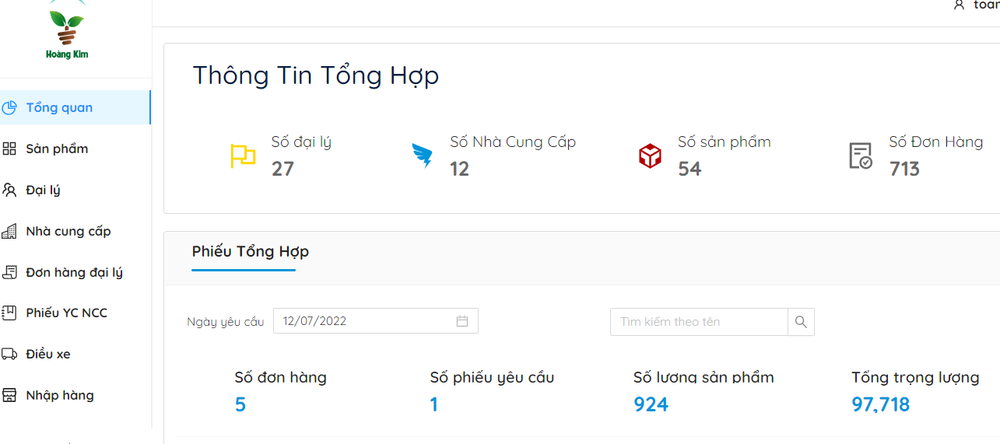 toan
Hoàng Kim
Tổng quan
Sản phẩm
Đại lý
Nhà cung cấp
Đơn hàng đại lý
Phiếu YC NCC
Điều xe
Nhập hàng
Thông Tin Tổng Hợp
Số đại lý
27
Số Nhà Cung Cấp
12
Số sản phẩm
54
Số Đơn Hàng
713
Phiếu Tổng Hợp
Ngày yêu cầu
12/07/2022
Tìm kiếm theo tên
Số đơn hàng
5
Số phiếu yêu cầu
1
Số lượng sản phẩm
924
Tổng trọng lượng
97,718